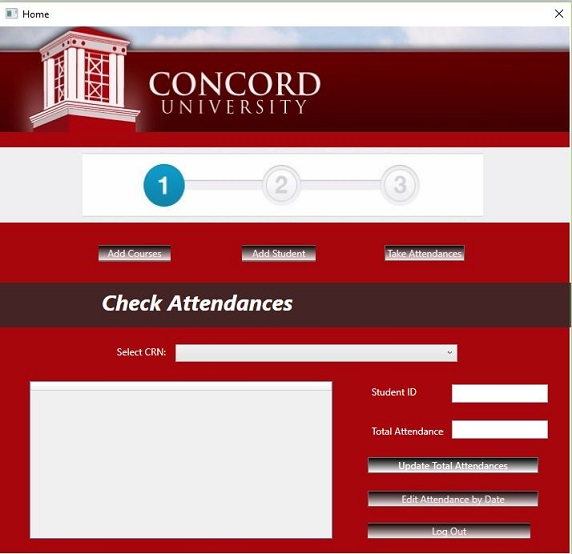 Home
CONCORD
UNIVERSITY
1 2 3
Add Courses Add Student Take Attendances
Check Attendances
Select CRN:
Student ID
Total Attendance
Update Total Attendances
Edit Attendance by Date
Log Out